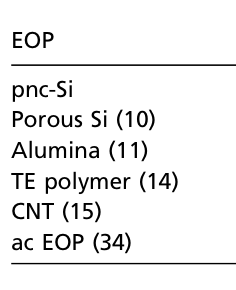 EOP
pnc-Si
Porous Si (10)
Alumina (11)
TE polymer (14)
CNT (15)
ac EOP (34)